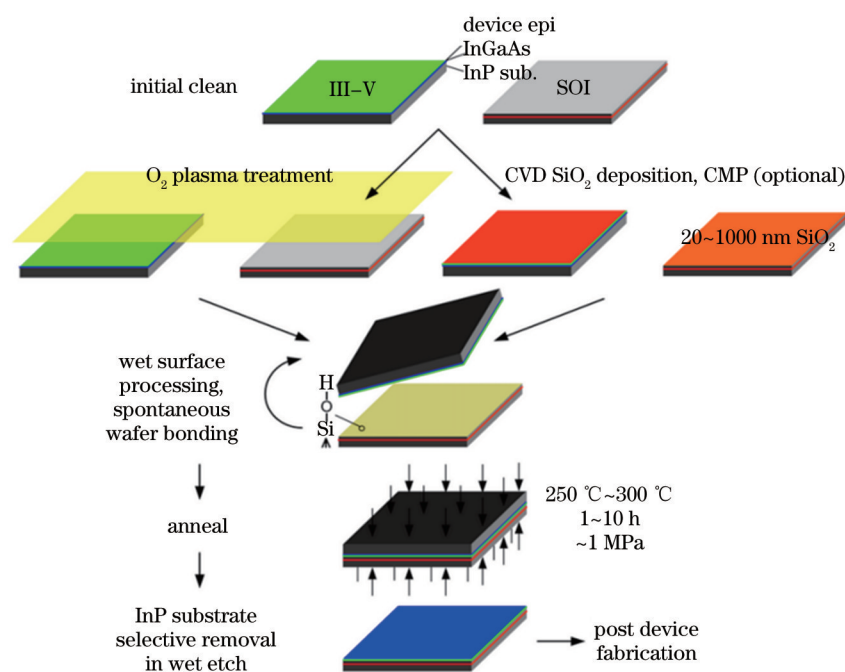 device epi
InGaAs
InP sub.
initial clean
III-V
SOI
O₂ plasma treatment
CVD SiO₂ deposition, CMP (optional)
20~1000 nm SiO₂
wet surface
processing,
spontaneous
wafer bonding
H
O
Si
anneal
250 ℃~300 ℃
1~10 h
~1 MPa
InP substrate
selective removal
in wet etch
post device
fabrication